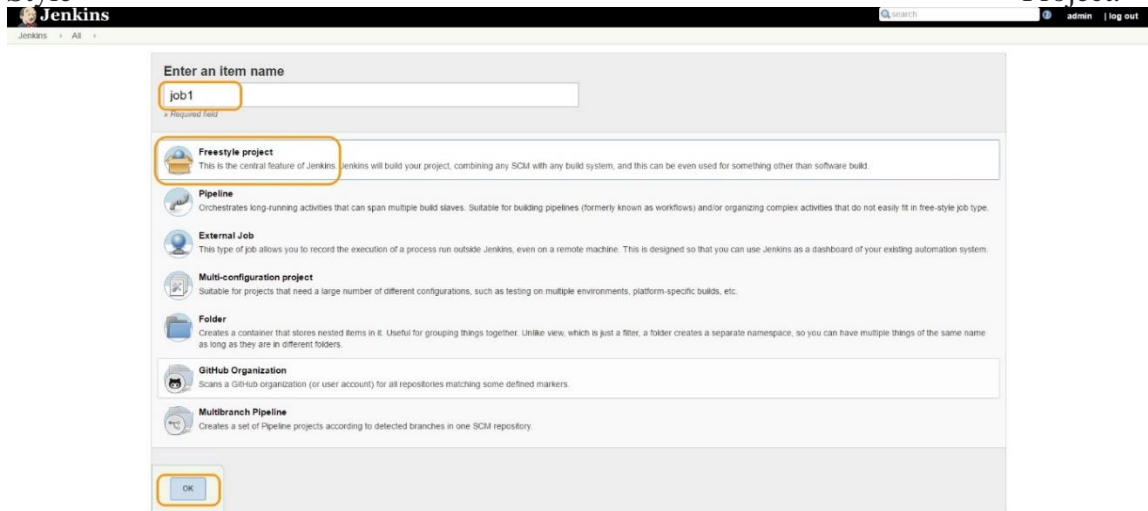 Style Project.
Jenkins search admin | log out
Jenkins All
Enter an item name
job1
» Required field
Freestyle project
This is the central feature of Jenkins. Jenkins will build your project, combining any SCM with any build system, and this can be even used for something other than software build.
Pipeline
Orchestrates long-running activities that can span multiple build slaves. Suitable for building pipelines (formerly known as workflows) and/or organizing complex activities that do not easily fit in free-style job type.
External Job
This type of job allows you to record the execution of a process run outside Jenkins, even on a remote machine. This is designed so that you can use Jenkins as a dashboard of your existing automation system.
Multi-configuration project
Suitable for projects that need a large number of different configurations, such as testing on multiple environments, platform-specific builds, etc.
Folder
Creates a container that stores nested items in it. Useful for grouping things together. Unlike view, which is just a filter, a folder creates a separate namespace, so you can have multiple things of the same name
as long as they are in different folders.
GitHub Organization
Scans a GitHub organization (or user account) for all repositories matching some defined markers.
Multibranch Pipeline
Creates a set of Pipeline projects according to detected branches in one SCM repository.
OK